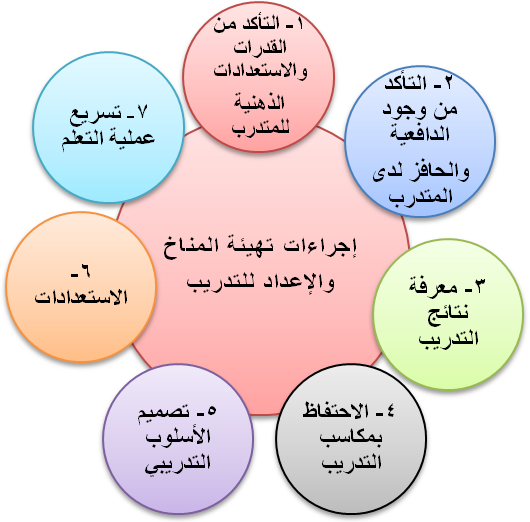 إجراءات تهيئة المناخ
والإعداد للتدريب
١- التأكد من
القدرات
والاستعدادات
الذهنية
للمتدرب
٢- التأكد
من وجود
الدافعية
والحافز لدى
المتدرب
٣- معرفة
نتائج
التدريب
٤- الاحتفاظ
بمكاسب
التدريب
٥- تصميم
الأسلوب
التدريبي
٦-
الاستعدادات
٧- تسريع
عملية التعلم